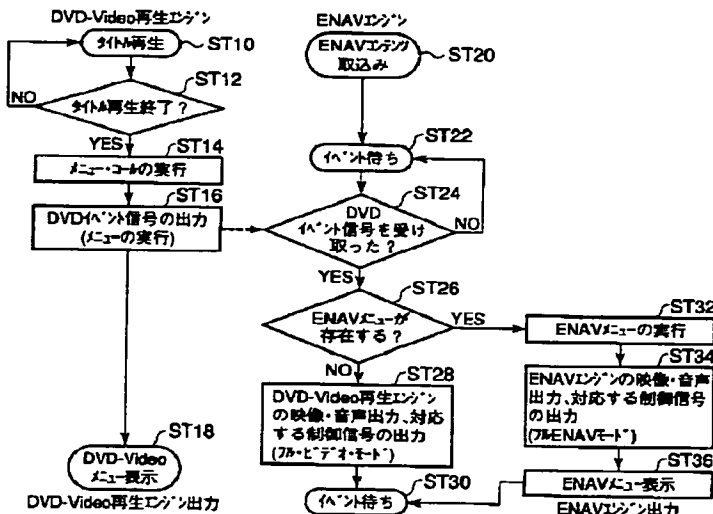 DVD-Video再生エンジン
タイトル再生
ST10
ST12
NO
タイトル再生終了?
YES
ST14
メニュー・コールの実行
ST16
DVDイベント信号の出力
(メニューの実行)
ST18
DVD-Video
メニュー表示
DVD-Video再生エンジン出力
ENAVエンジン
ENAVコンテンツ
取込み
ST20
ST22
イベント待ち
ST24
DVD
イベント信号を受け
取った?
NO
YES
ST26
ENAVメニューが
存在する?
YES
NO
ST28
DVD-Video再生エンジン
の映像・音声出力、対応
する制御信号の出力
(フル・ビデオ・モード)
ST30
イベント待ち
ST32
ENAVメニューの実行
ST34
ENAVエンジンの映像・音声
出力、対応する制御信号
の出力
(フルENAVモード)
ST36
ENAVメニュー表示
ENAVエンジン出力